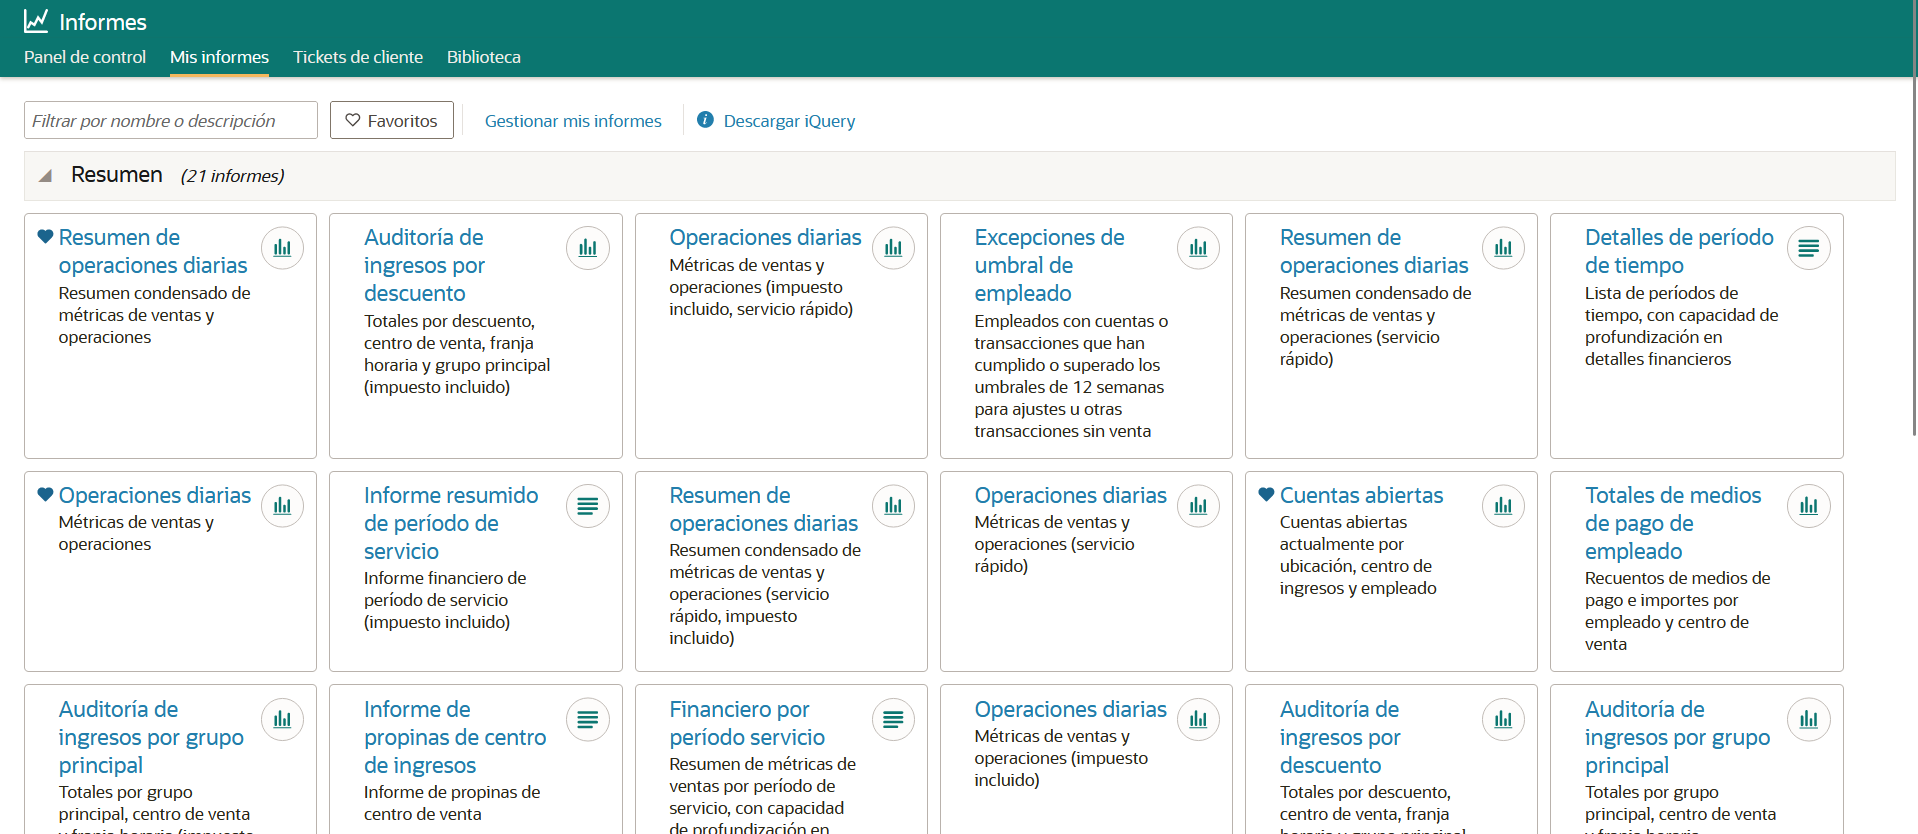 Informes
Panel de control
Mis informes
Tickets de cliente
Biblioteca
Filtrar por nombre o descripción
Favoritos
Gestionar mis informes
Descargar iQuery
Resumen (21 informes)
Resumen de
operaciones diarias
Resumen condensado de
métricas de ventas y
operaciones
Auditoría de
ingresos por
descuento
Totales por descuento,
centro de venta, franja
horaria y grupo principal
(impuesto incluido)
Operaciones diarias
Métricas de ventas y
operaciones (impuesto
incluido, servicio rápido)
Excepciones de
umbral de
empleado
Empleados con cuentas o
transacciones que han
cumplido o superado los
umbrales de 12 semanas
para ajustes u otras
transacciones sin venta
Resumen de
operaciones diarias
Resumen condensado de
métricas de ventas y
operaciones (servicio
rápido)
Detalles de período
de tiempo
Lista de períodos de
tiempo, con capacidad de
profundización en
detalles financieros
Operaciones diarias
Métricas de ventas y
operaciones
Informe resumido
de período de
servicio
Informe financiero de
período de servicio
(impuesto incluido)
Resumen de
operaciones diarias
Resumen condensado de
métricas de ventas y
operaciones (servicio
rápido, impuesto
incluido)
Operaciones diarias
Métricas de ventas y
operaciones (servicio
rápido)
Cuentas abiertas
Cuentas abiertas
actualmente por
ubicación, centro de
ingresos y empleado
Totales de medios
de pago de
empleado
Recuentos de medios de
pago e importes por
empleado y centro de
venta
Auditoría de
ingresos por grupo
principal
Totales por grupo
principal, centro de venta
y franja horaria (impuesto
Informe de
propinas de centro
de ingresos
Informe de propinas de
centro de venta
Financiero por
período servicio
Resumen de métricas de
ventas por período de
servicio, con capacidad
de profundización en
Operaciones diarias
Métricas de ventas y
operaciones (impuesto
incluido)
Auditoría de
ingresos por
descuento
Totales por descuento,
centro de venta, franja
horaria y grupo principal
Auditoría de
ingresos por grupo
principal
Totales por grupo
principal, centro de venta
y franja horaria